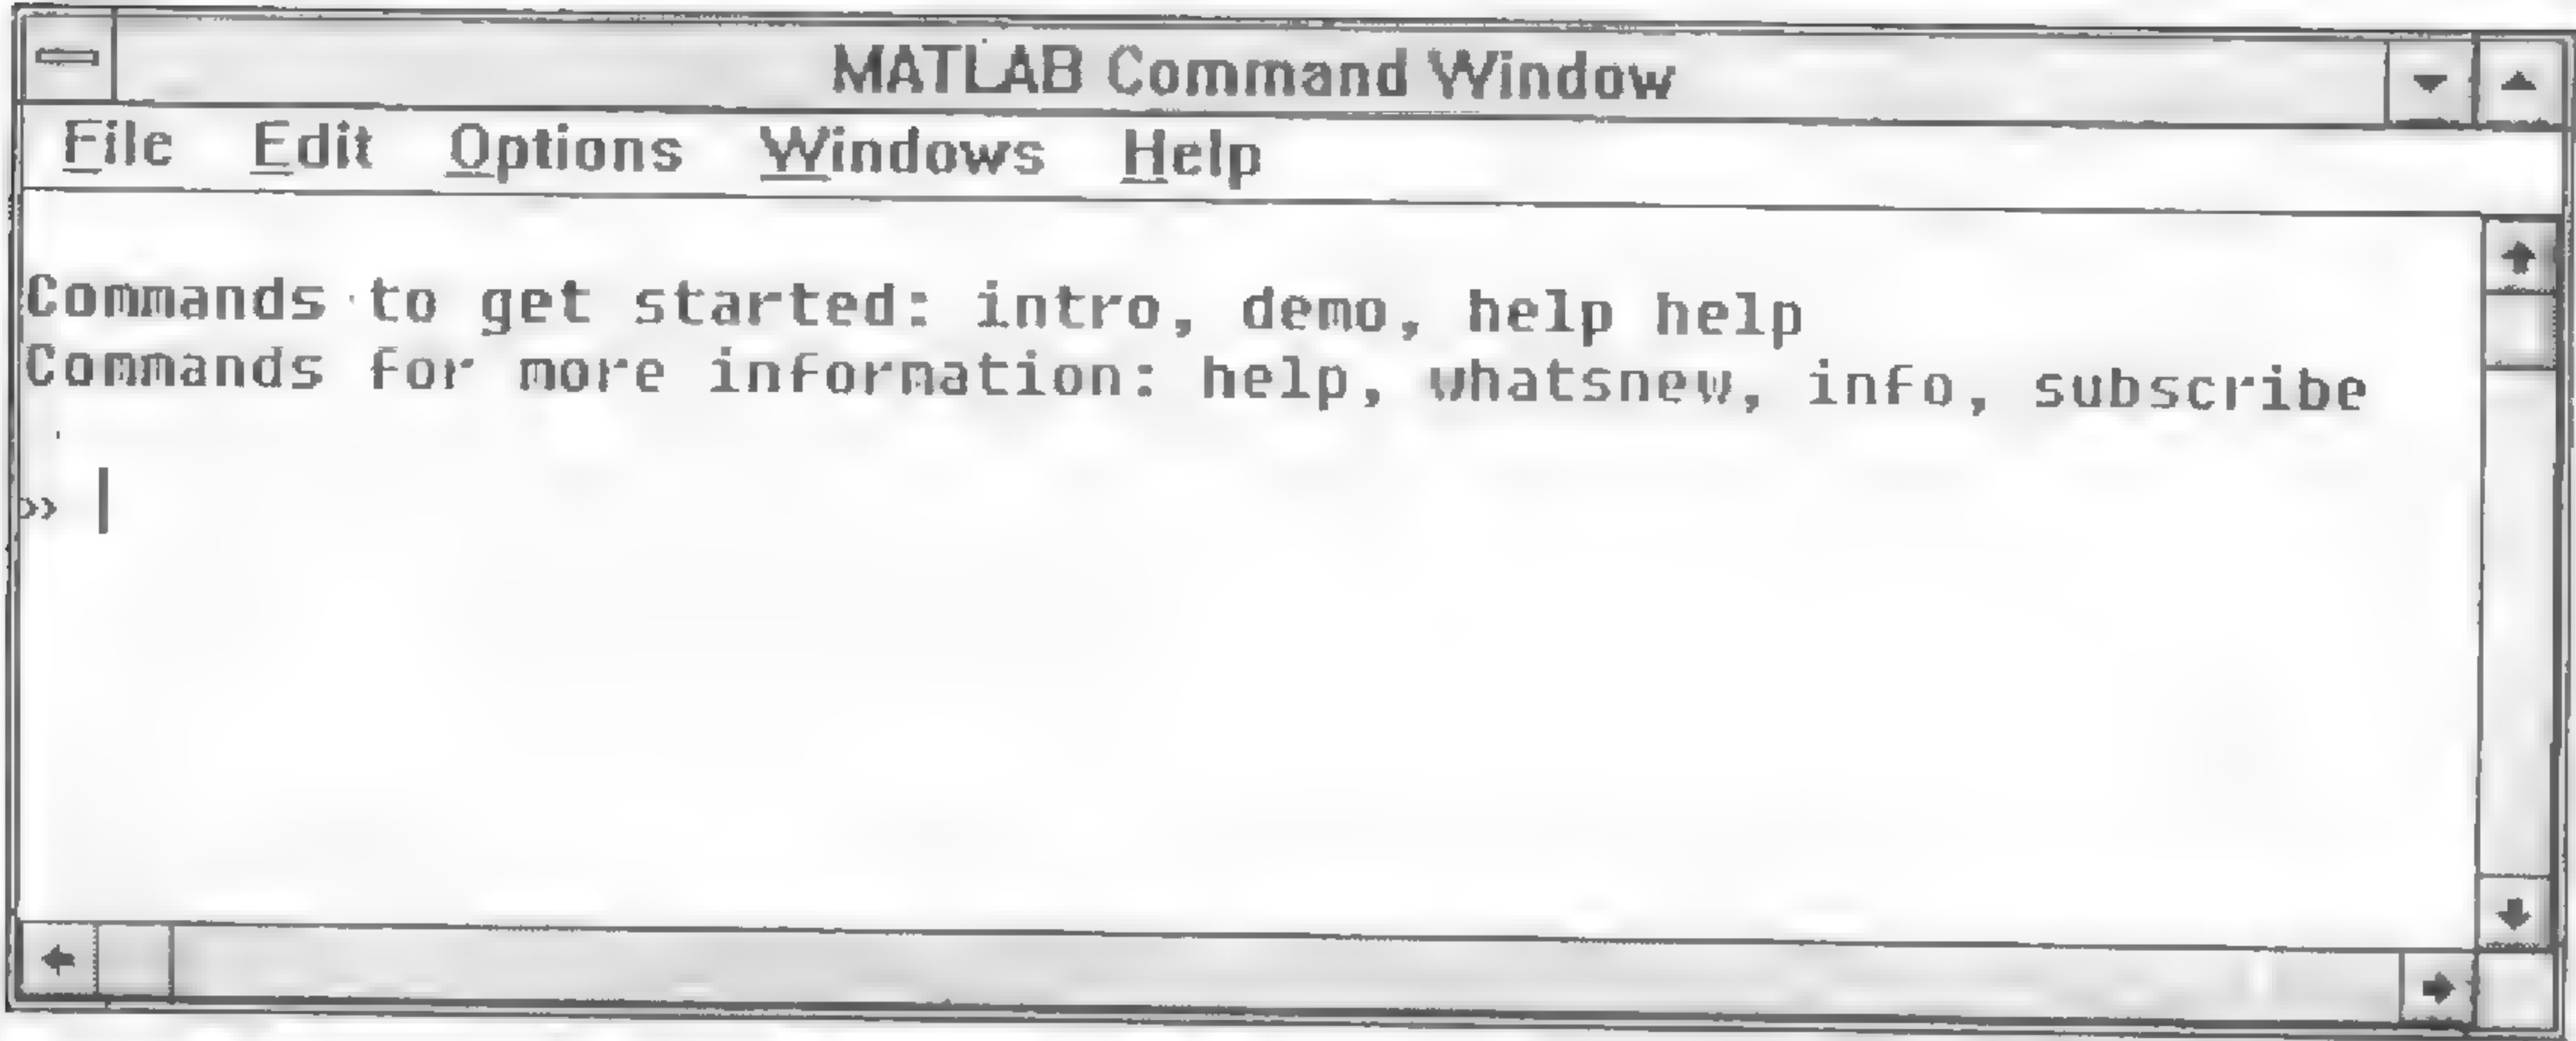 MATLAB Command Window
File Edit Options Windows Help
Commands to get started: intro, demo, help help
Commands for more information: help, whatsnew, info, subscribe
»